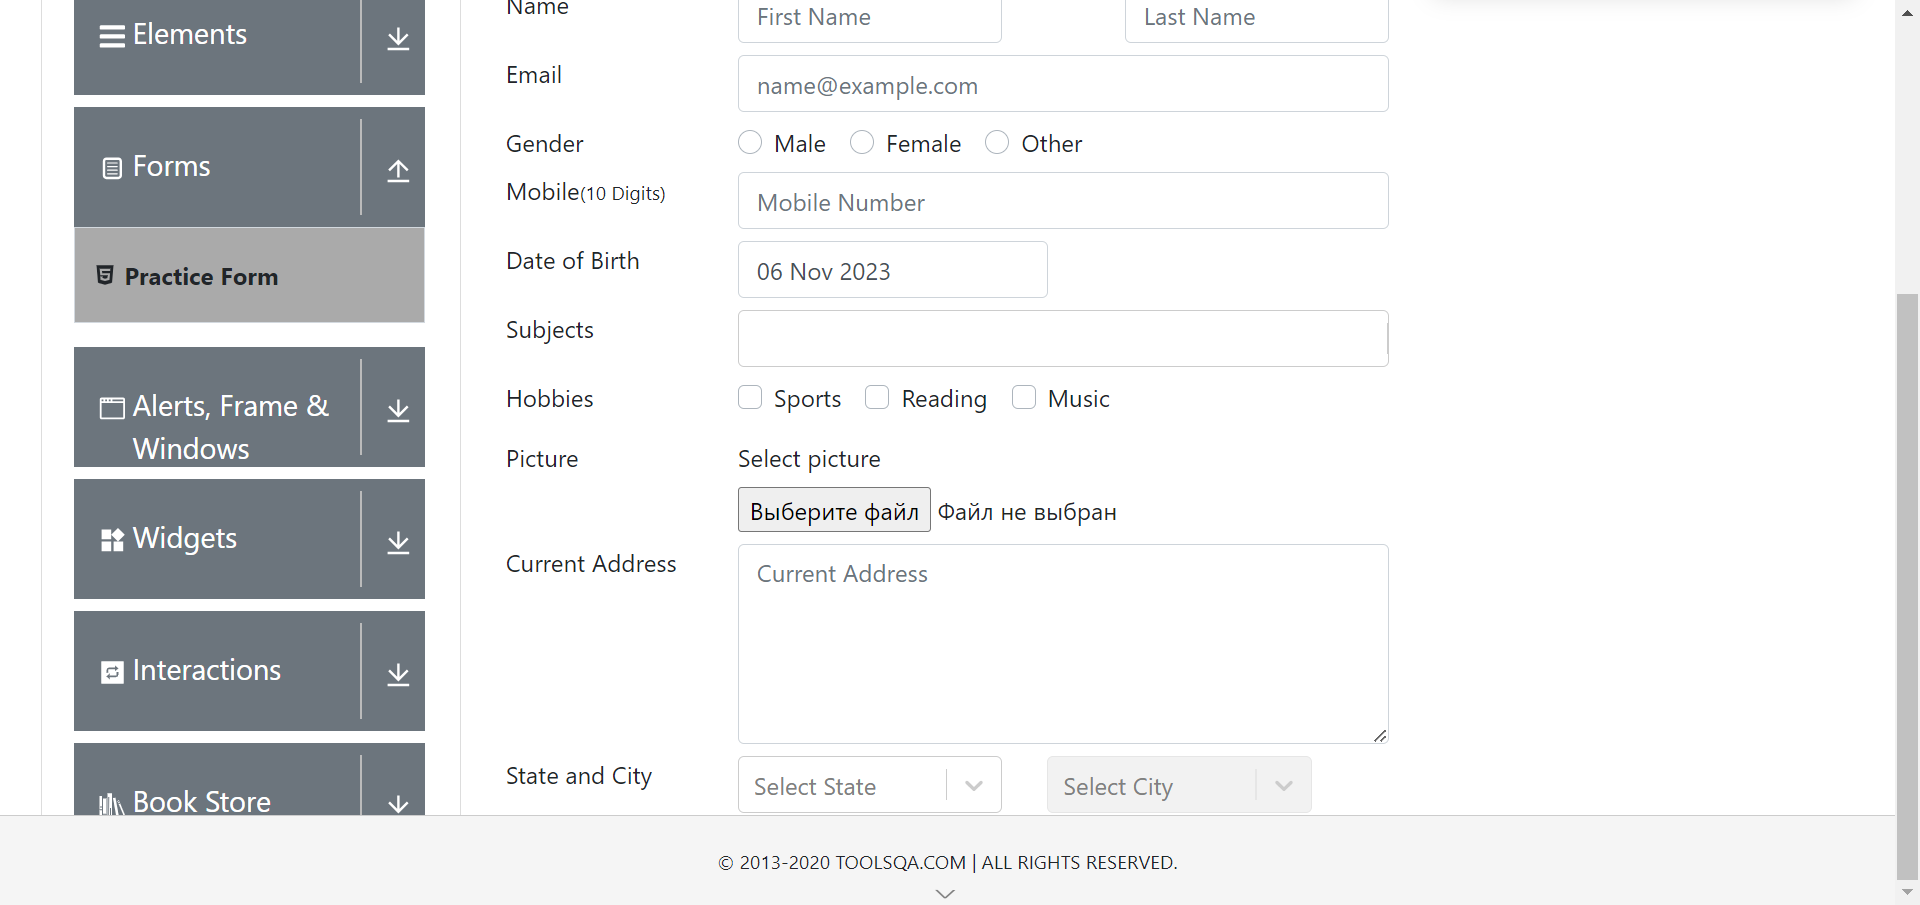 Elements
Forms
Practice Form
Alerts, Frame &
Windows
Widgets
Interactions
Book Store
Name
First Name
Last Name
Email
name@example.com
Gender
Male
Female
Other
Mobile(10 Digits)
Mobile Number
Date of Birth
06 Nov 2023
Subjects
Hobbies
Sports
Reading
Music
Picture
Select picture
Выберите файл Файл не выбран
Current Address
Current Address
State and City
Select State
Select City
© 2013-2020 TOOLSQA.COM | ALL RIGHTS RESERVED.